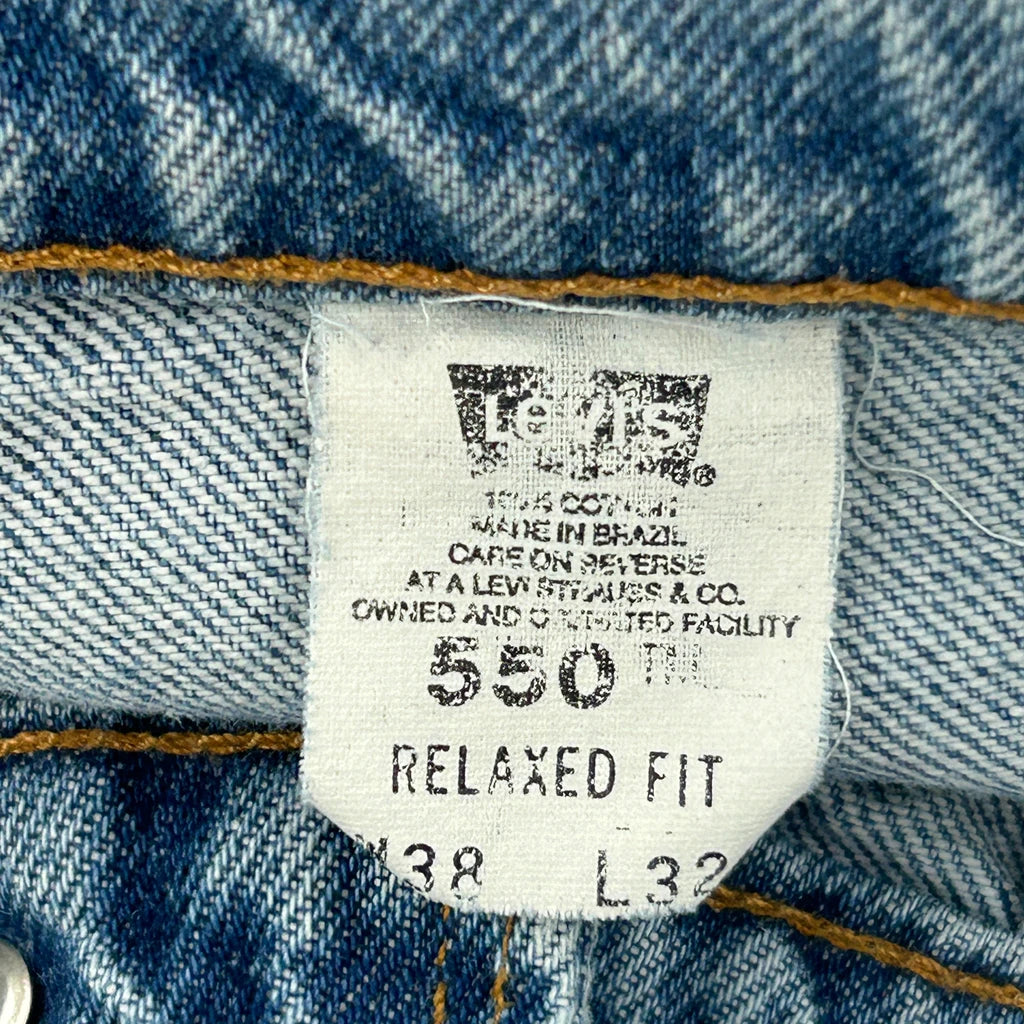 Levi's®
100% COTTON
MADE IN BRAZIL
CARE ON REVERSE
AT A LEVI STRAUSS & CO.
OWNED AND OPERATED FACILITY
550 TM
RELAXED FIT
W38 L32